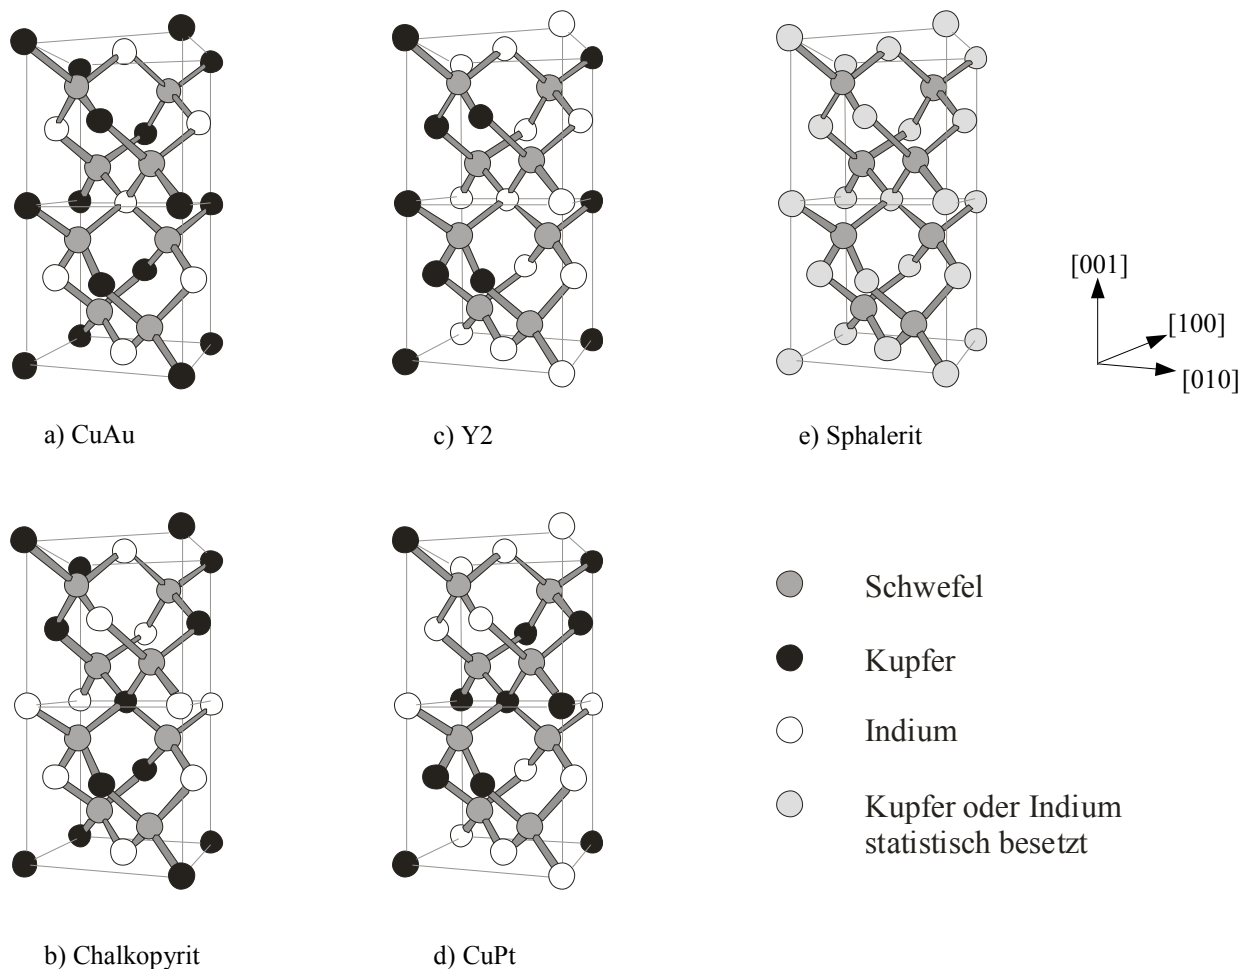 [001]
[100]
[010]
a) CuAu
c) Y2
e) Sphalerit
Schwefel
Kupfer
Indium
Kupfer oder Indium
statistisch besetzt
b) Chalkopyrit
d) CuPt